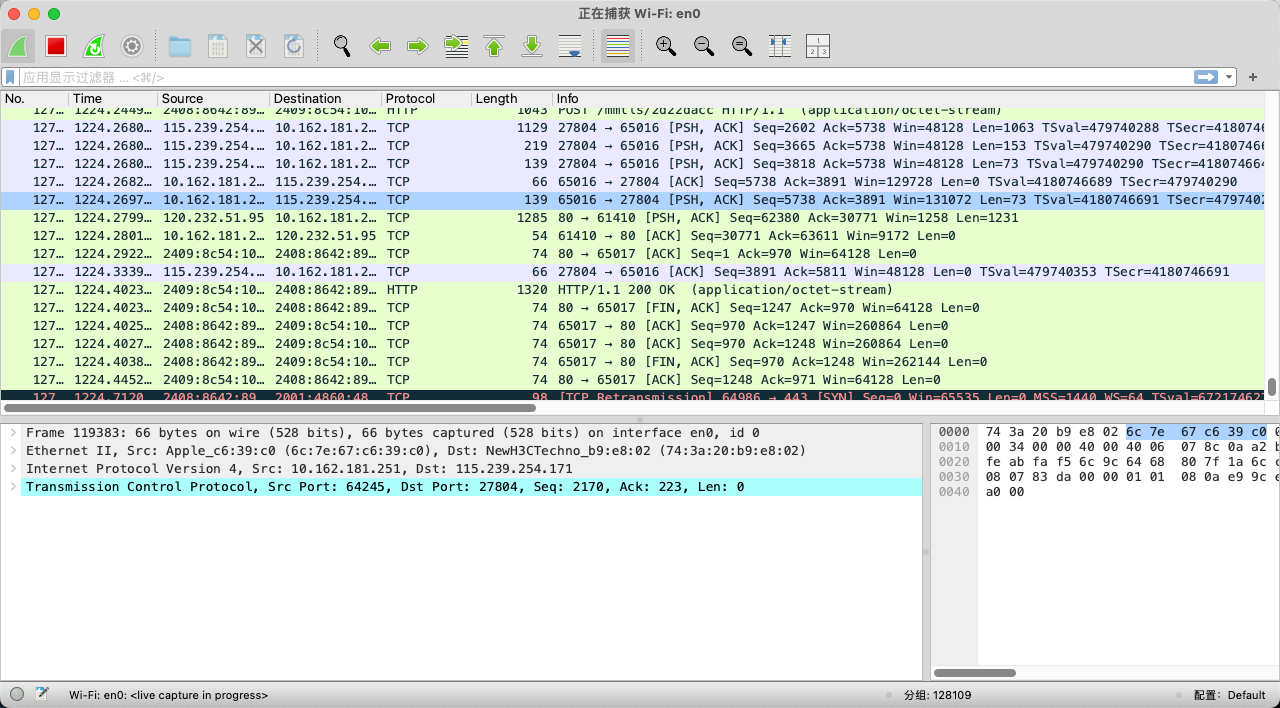 正在捕获 Wi-Fi: en0
应用显示过滤器 … <⌘/>
No. Time Source Destination Protocol Length Info
127… 1224.2449… 2408:8642:89… 2409:8c54:10… HTTP 1043 POST /mmtls/2d22dacc HTTP/1.1 (application/octet-stream)
127… 1224.2680… 115.239.254.… 10.162.181.2… TCP 1129 27804 → 65016 [PSH, ACK] Seq=2602 Ack=5738 Win=48128 Len=1063 TSval=479740288 TSecr=4180746
127… 1224.2680… 115.239.254.… 10.162.181.2… TCP 219 27804 → 65016 [PSH, ACK] Seq=3665 Ack=5738 Win=48128 Len=153 TSval=479740290 TSecr=41807466
127… 1224.2680… 115.239.254.… 10.162.181.2… TCP 139 27804 → 65016 [PSH, ACK] Seq=3818 Ack=5738 Win=48128 Len=73 TSval=479740290 TSecr=418074664
127… 1224.2682… 10.162.181.2… 115.239.254.… TCP 66 65016 → 27804 [ACK] Seq=5738 Ack=3891 Win=129728 Len=0 TSval=4180746689 TSecr=479740290
127… 1224.2697… 10.162.181.2… 115.239.254.… TCP 139 65016 → 27804 [PSH, ACK] Seq=5738 Ack=3891 Win=131072 Len=73 TSval=4180746691 TSecr=4797402
127… 1224.2799… 120.232.51.95 10.162.181.2… TCP 1285 80 → 61410 [PSH, ACK] Seq=62380 Ack=30771 Win=1258 Len=1231
127… 1224.2801… 10.162.181.2… 120.232.51.95 TCP 54 61410 → 80 [ACK] Seq=30771 Ack=63611 Win=9172 Len=0
127… 1224.2922… 2409:8c54:10… 2408:8642:89… TCP 74 80 → 65017 [ACK] Seq=1 Ack=970 Win=64128 Len=0
127… 1224.3339… 115.239.254.… 10.162.181.2… TCP 66 27804 → 65016 [ACK] Seq=3891 Ack=5811 Win=48128 Len=0 TSval=479740353 TSecr=4180746691
127… 1224.4023… 2409:8c54:10… 2408:8642:89… HTTP 1320 HTTP/1.1 200 OK (application/octet-stream)
127… 1224.4023… 2409:8c54:10… 2408:8642:89… TCP 74 80 → 65017 [FIN, ACK] Seq=1247 Ack=970 Win=64128 Len=0
127… 1224.4025… 2408:8642:89… 2409:8c54:10… TCP 74 65017 → 80 [ACK] Seq=970 Ack=1247 Win=260864 Len=0
127… 1224.4027… 2408:8642:89… 2409:8c54:10… TCP 74 65017 → 80 [ACK] Seq=970 Ack=1248 Win=260864 Len=0
127… 1224.4038… 2408:8642:89… 2409:8c54:10… TCP 74 65017 → 80 [FIN, ACK] Seq=970 Ack=1248 Win=262144 Len=0
127… 1224.4452… 2409:8c54:10… 2408:8642:89… TCP 74 80 → 65017 [ACK] Seq=1248 Ack=971 Win=64128 Len=0
127 1224.7120 2408:8642:89 2001:4860:48 TCP 98 [TCP Retransmission] 64986 → 443 [SYN] Seq=0 Win=65535 Len=0 MSS=1440 WS=64
Frame 119383: 66 bytes on wire (528 bits), 66 bytes captured (528 bits) on interface en0, id 0
Ethernet II, Src: Apple_c6:39:c0 (6c:7e:67:c6:39:c0), Dst: NewH3CTechno_b9:e8:02 (74:3a:20:b9:e8:02)
Internet Protocol Version 4, Src: 10.162.181.251, Dst: 115.239.254.171
Transmission Control Protocol, Src Port: 64245, Dst Port: 27804, Seq: 2170, Ack: 223, Len: 0
0000 74 3a 20 b9 e8 02 6c 7e 67 c6 39 c0
0010 00 34 00 00 40 00 40 06 07 8c 0a a2
0020 fe ab fa f5 6c 9c 64 68 80 7f 1a 6c
0030 08 07 83 da 00 00 01 01 08 0a e9 9c
0040 a0 00
Wi-Fi: en0: <live capture in progress>
分组: 128109
配置: Default